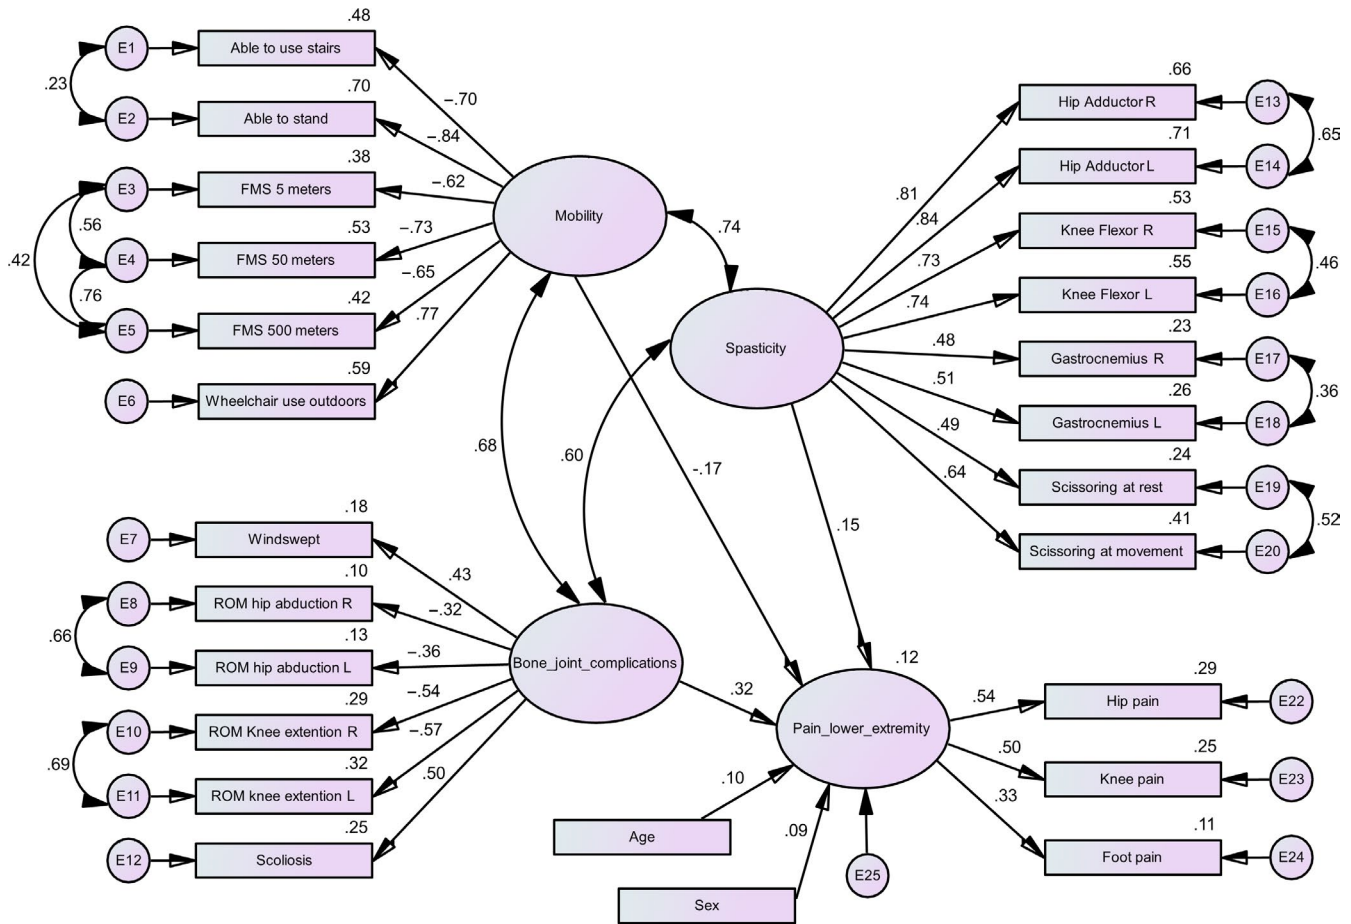 .48
E1
Able to use stairs
.23
–.70
.70
E2
Able to stand
–.84
.38
E3
FMS 5 meters
–.62
.56
.42
.53
E4
FMS 50 meters
–.73
.76
–.65
.42
E5
FMS 500 meters
.77
.59
E6
Wheelchair use outdoors
Mobility
.74
Spasticity
.68
.60
-.17
.15
.66
Hip Adductor R
E13
.65
.81
.71
Hip Adductor L
E14
.84
.53
Knee Flexor R
E15
.73
.46
.55
Knee Flexor L
E16
.74
.23
Gastrocnemius R
E17
.48
.36
.26
Gastrocnemius L
E18
.51
.24
Scissoring at rest
E19
.49
.52
.41
Scissoring at movement
E20
.64
.18
E7
Windswept
.43
.10
E8
ROM hip abduction R
–.32
.66
.13
E9
ROM hip abduction L
–.36
.29
E10
ROM Knee extention R
–.54
.69
.32
E11
ROM knee extention L
–.57
.25
E12
Scoliosis
.50
Bone_joint_complications
.32
.12
Pain_lower_extremity
.10
Age
.09
Sex
E25
.29
.54
Hip pain
E22
.25
.50
Knee pain
E23
.11
.33
Foot pain
E24